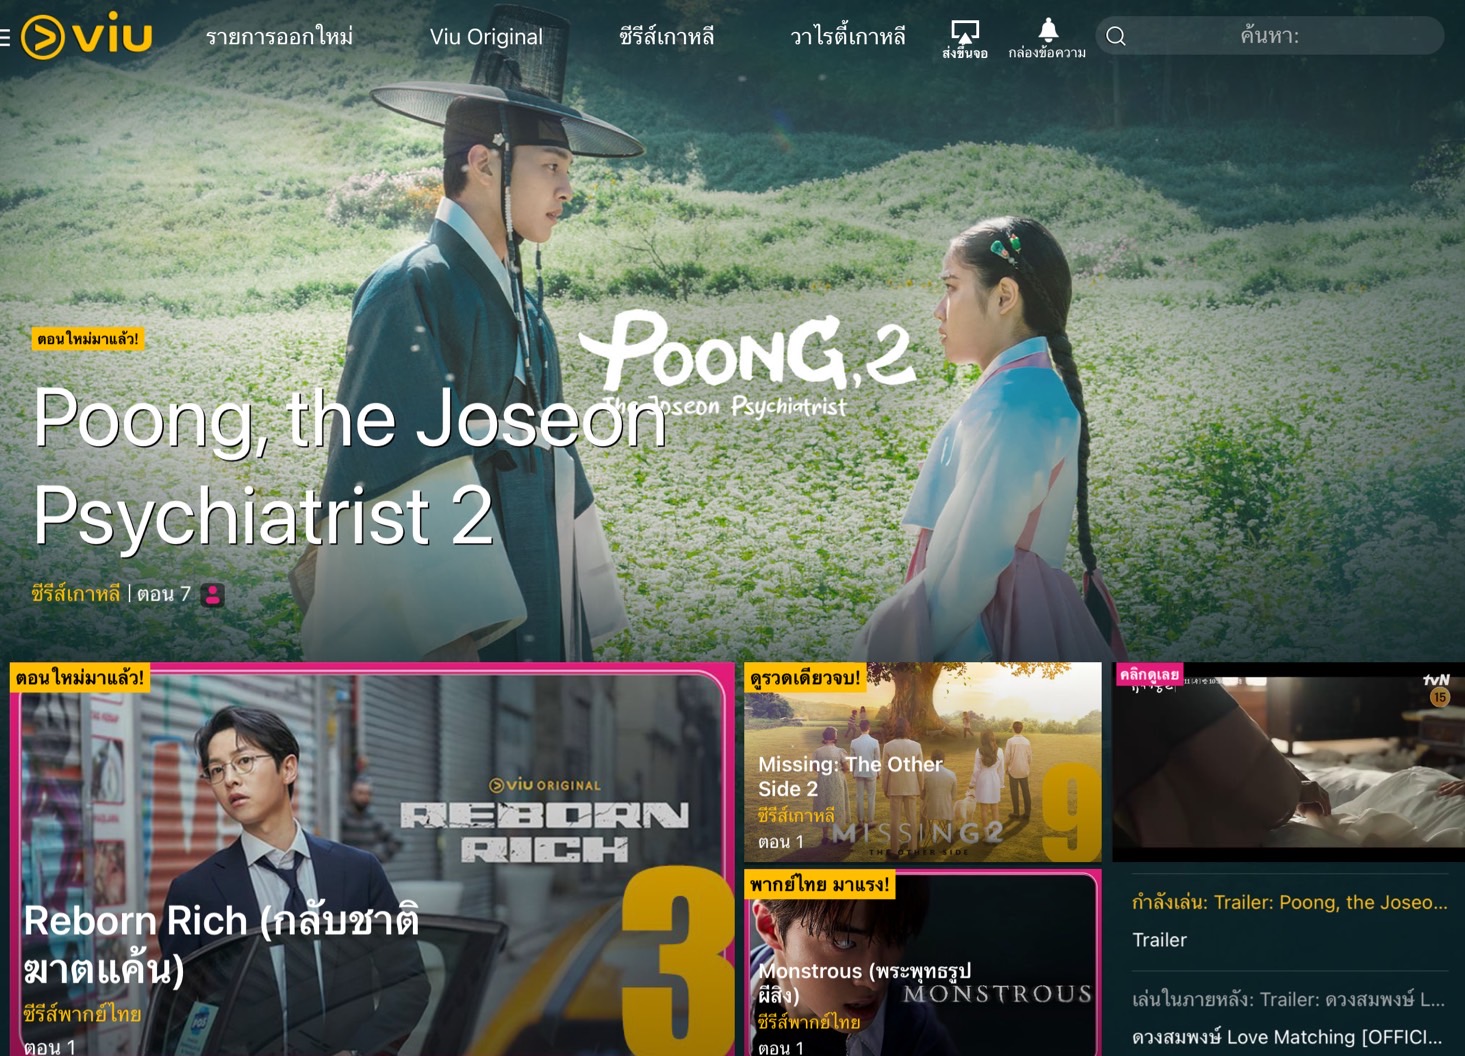 viu
รายการออกใหม่
Viu Original
ซีรีส์เกาหลี
วาไรตี้เกาหลี
ส่งขึ้นจอ
กล่องข้อความ
ค้นหา:
POONG, 2
The Joseon Psychiatrist
ตอนใหม่มาแล้ว!
Poong, the Joseon
Psychiatrist 2
ซีรีส์เกาหลี | ตอน 7
ตอนใหม่มาแล้ว!
viu ORIGINAL
REBORN
RICH
3
Reborn Rich (กลับชาติ
ฆาตแค้น)
ซีรีส์พากย์ไทย
ตอน 1
ดูรวดเดียวจบ!
Missing: The Other
Side 2
ซีรีส์เกาหลี
ตอน 1
MISSING2
THE OTHER SIDE
9
พากย์ไทย มาแรง!
Monstrous (พระพุทธรูป
ผีสิง)
MONSTROUS
ซีรีส์พากย์ไทย
ตอน 1
คลิกดูเลย
tvN
15
กำลังเล่น: Trailer: Poong, the Joseo...
Trailer
เล่นในภายหลัง: Trailer: ดวงสมพงษ์ L...
ดวงสมพงษ์ Love Matching [OFFICI...